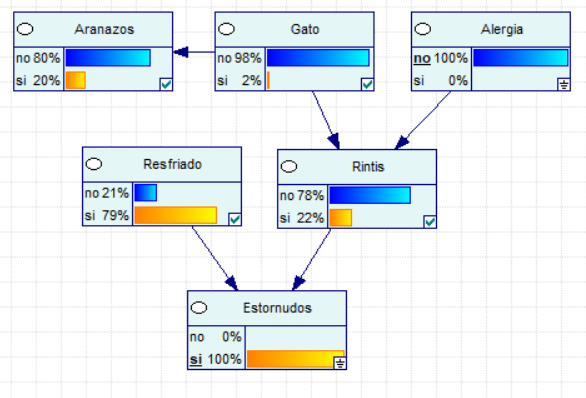 Aranazos
no 80%
si 20%
Gato
no 98%
si 2%
Alergia
no 100%
si 0%
Resfriado
no 21%
si 79%
Rintis
no 78%
si 22%
Estornudos
no 0%
si 100%